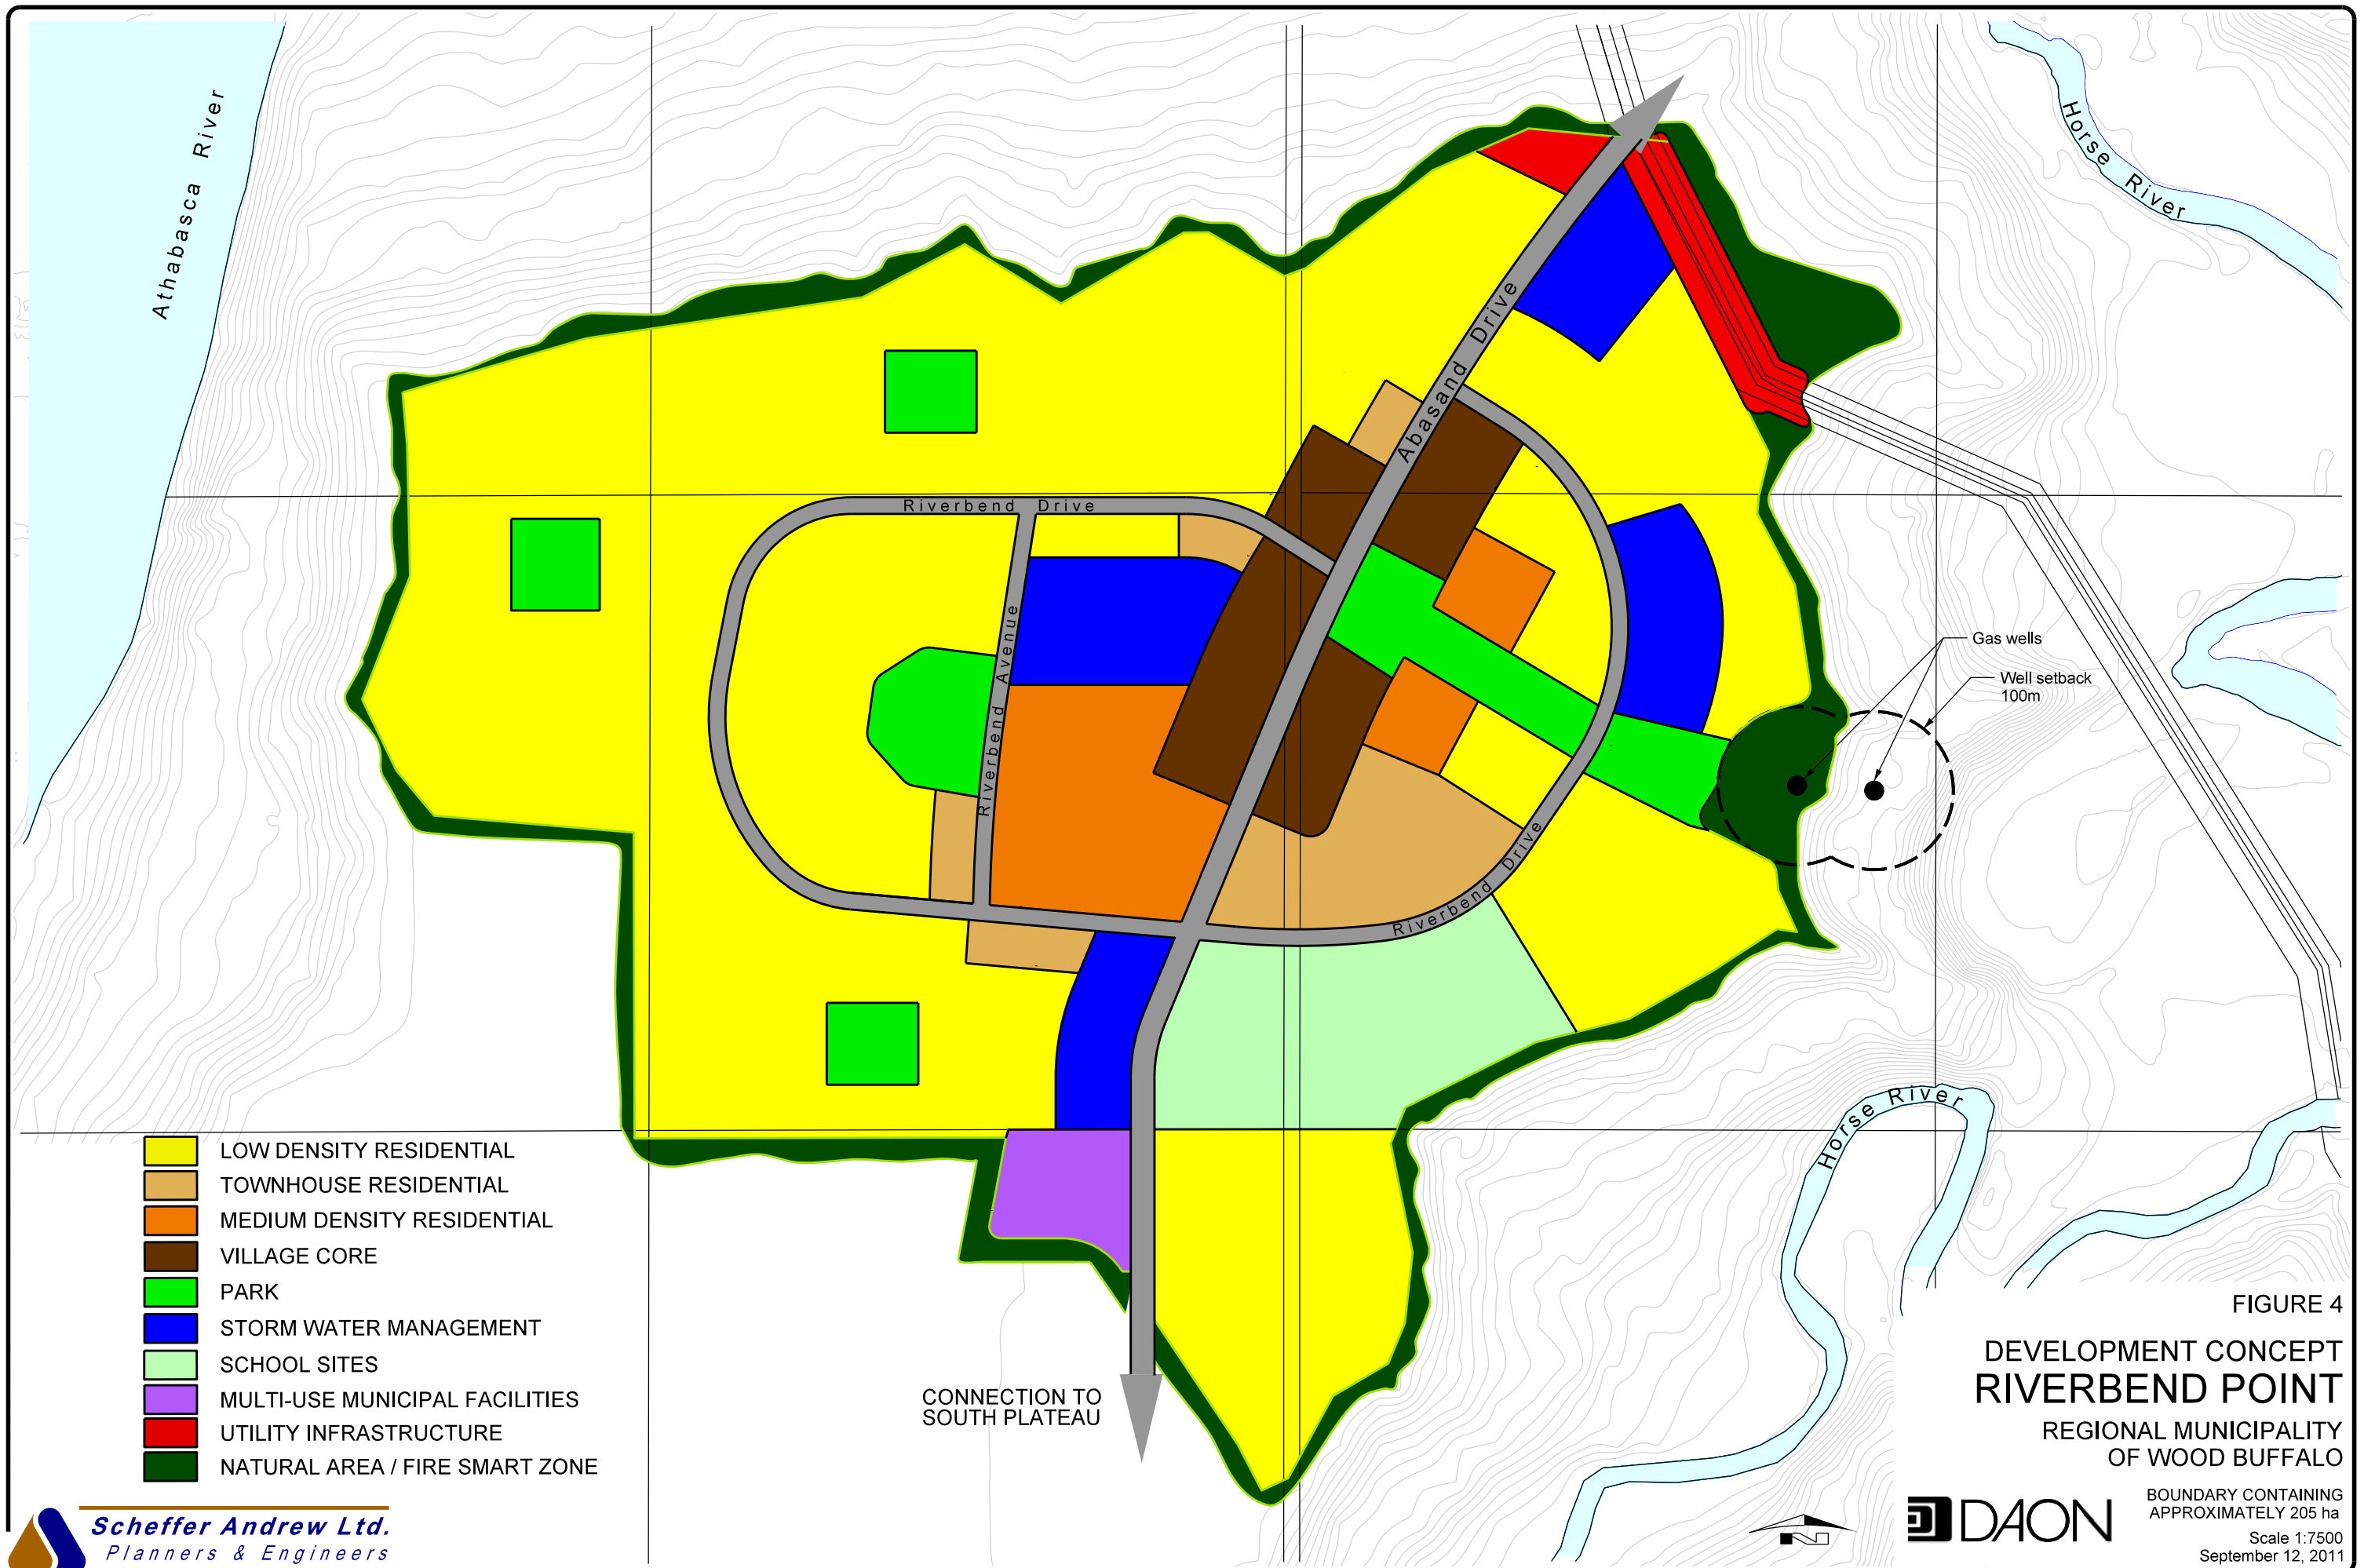 Athabasca River
Horse River
Abasand Drive
Riverbend Drive
Riverbend Avenue
Riverbend Avenue
Riverbend Drive
Riverbend Drive
Gas wells
Well setback
100m
Horse River
LOW DENSITY RESIDENTIAL
TOWNHOUSE RESIDENTIAL
MEDIUM DENSITY RESIDENTIAL
VILLAGE CORE
PARK
STORM WATER MANAGEMENT
SCHOOL SITES
MULTI-USE MUNICIPAL FACILITIES
UTILITY INFRASTRUCTURE
NATURAL AREA / FIRE SMART ZONE
CONNECTION TO
SOUTH PLATEAU
FIGURE 4
DEVELOPMENT CONCEPT
RIVERBEND POINT
REGIONAL MUNICIPALITY
OF WOOD BUFFALO
DAON
BOUNDARY CONTAINING
APPROXIMATELY 205 ha
Scale 1:7500
September 12, 2011
Scheffer Andrew Ltd.
Planners & Engineers